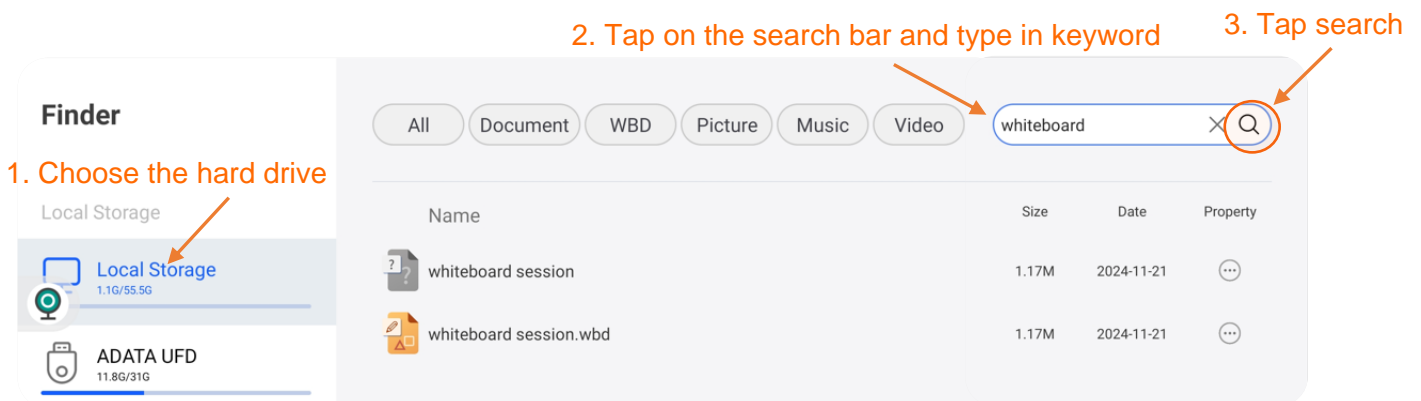 2. Tap on the search bar and type in keyword
3. Tap search
Finder
All Document WBD Picture Music Video
whiteboard
1. Choose the hard drive
Local Storage
Name Size Date Property
Local Storage
1.1G/55.5G
? ?
whiteboard session 1.17M 2024-11-21
whiteboard session.wbd 1.17M 2024-11-21
ADATA UFD
11.8G/31G